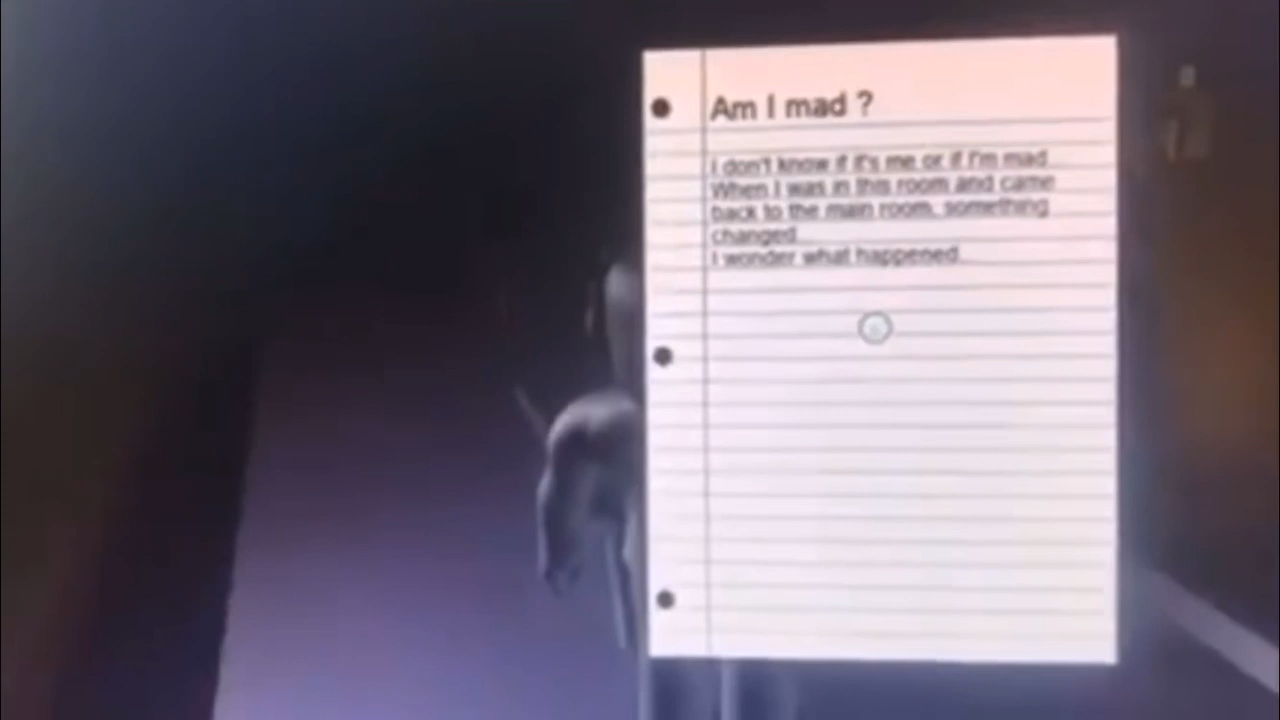 Am I mad ?
I don't know if it's me or if I'm mad
When I was in this room and came
back to the main room, something
changed
I wonder what happened